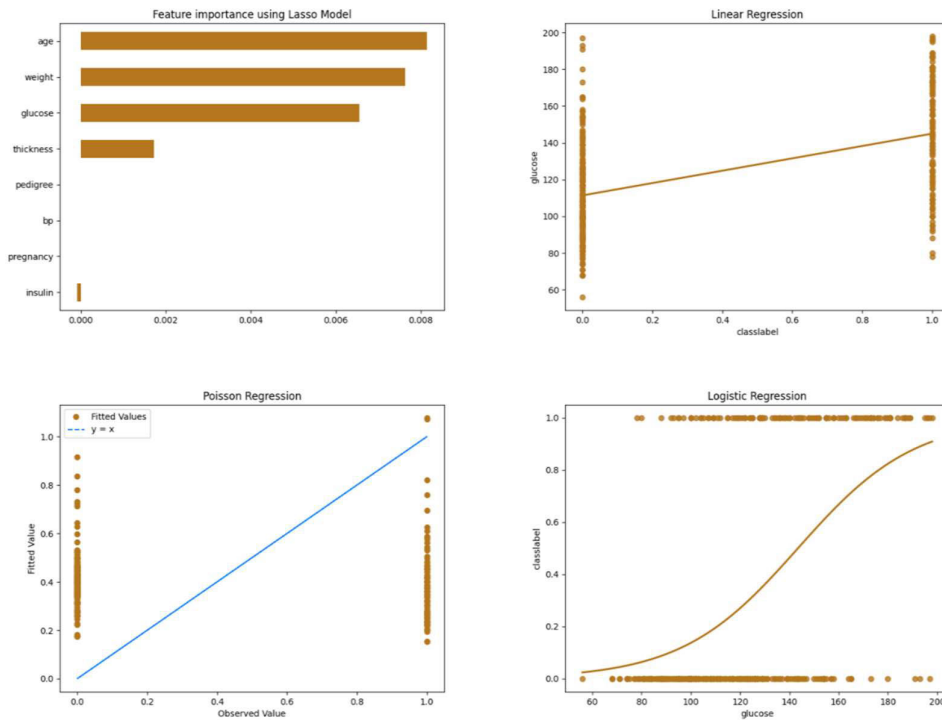 Feature importance using Lasso Model
age
weight
glucose
thickness
pedigree
bp
pregnancy
insulin
0.000 0.002 0.004 0.006 0.008
Linear Regression
200
180
160
140
120
100
80
60
glucose
0.0 0.2 0.4 0.6 0.8 1.0
classlabel
Poisson Regression
Fitted Values
y = x
1.0
0.8
0.6
0.4
0.2
0.0
Fitted Value
0.0 0.2 0.4 0.6 0.8 1.0
Observed Value
Logistic Regression
1.0
0.8
0.6
0.4
0.2
0.0
classlabel
60 80 100 120 140 160 180 200
glucose